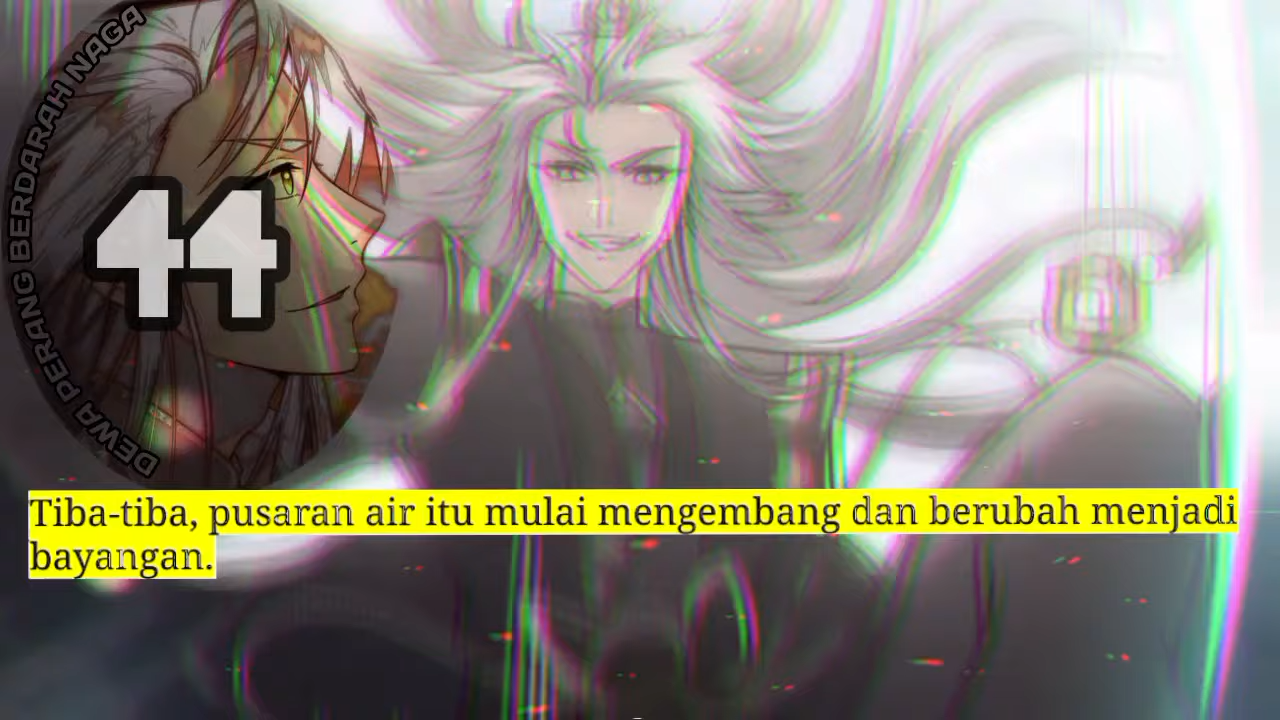 DEWA PERANG BERDARAH NAGA
44
Tiba-tiba, pusaran air itu mulai mengembang dan berubah menjadi
bayangan.